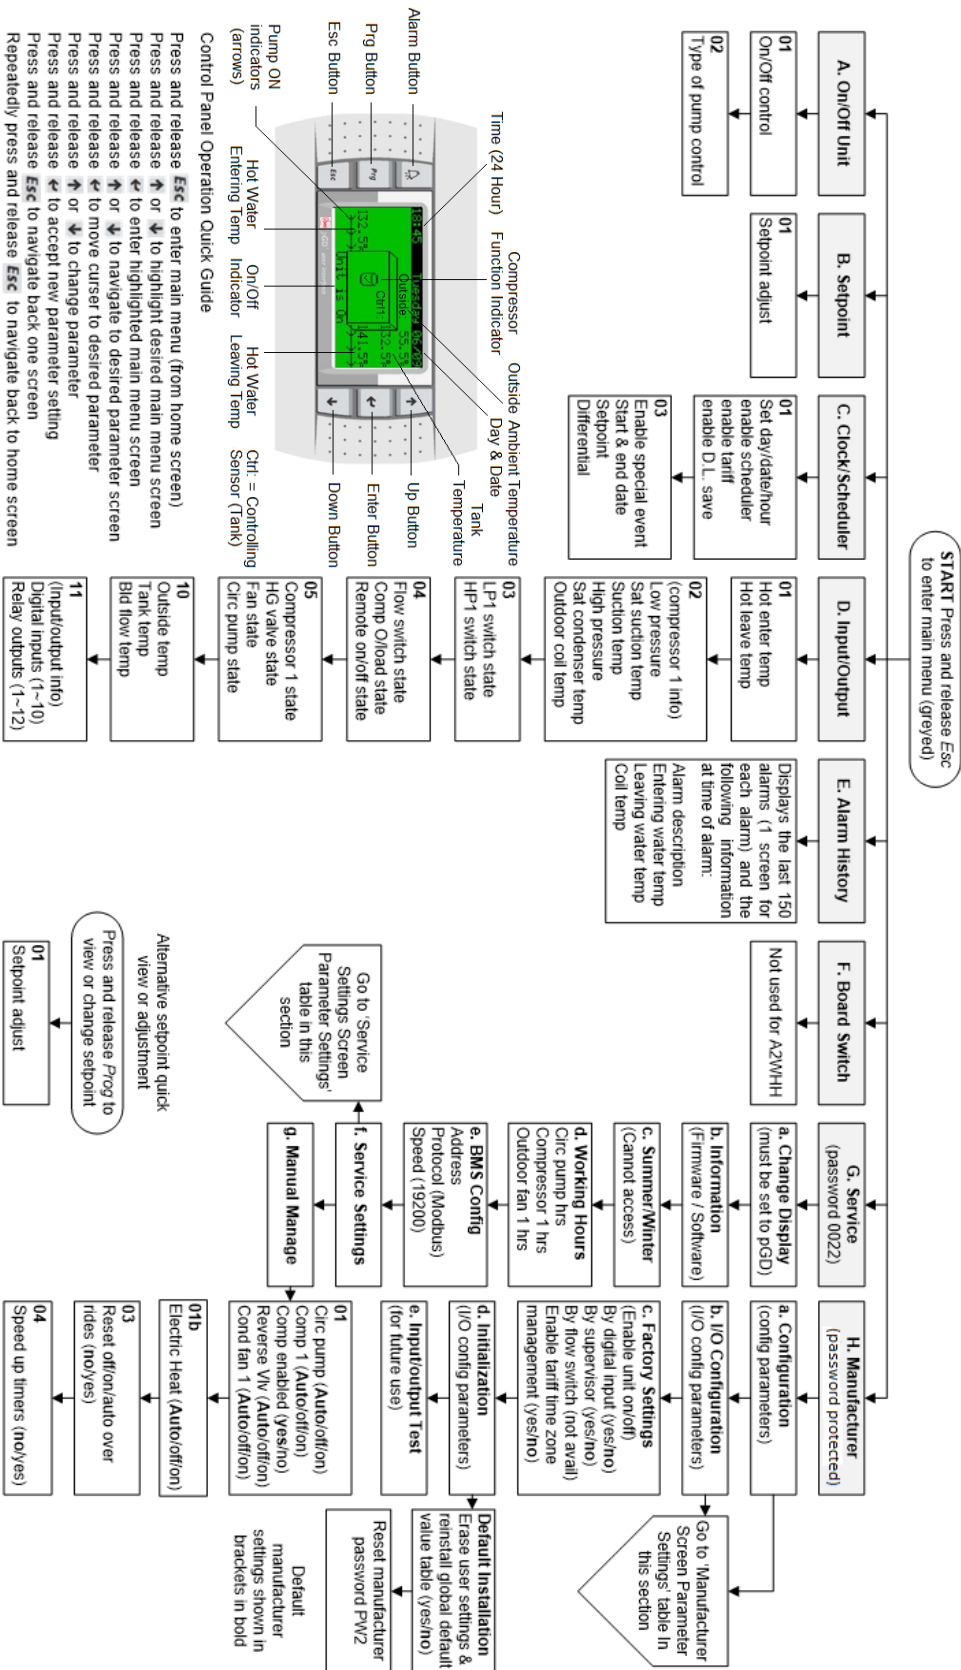 START Press and release Esc
to enter main menu (greyed)
A. On/Off Unit
01
On/Off control
02
Type of pump control
B. Setpoint
01
Setpoint adjust
C. Clock/Scheduler
01
Set day/date/hour
enable scheduler
enable tariff
enable D.L. save
03
Enable special event
Start & end date
Setpoint
Differential
D. Input/Output
01
Hot enter temp
Hot leave temp
02
(compressor 1 info)
Low pressure
Sat suction temp
Suction temp
High pressure
Sat condenser temp
Outdoor coil temp
03
LP1 switch state
HP1 switch state
04
Flow switch state
Comp O/load state
Remote on/off state
05
Compressor 1 state
HG valve state
Fan state
Circ pump state
10
Outside temp
Tank temp
Bld flow temp
11
(Input/output info)
Digital inputs (1~10)
Relay outputs (1~12)
E. Alarm History
Displays the last 150
alarms (1 screen for
each alarm) and the
following information
at time of alarm:
Alarm description
Entering water temp
Leaving water temp
Coil temp
F. Board Switch
Not used for A2WHH
G. Service
(password 0022)
a. Change Display
(must be set to pGD)
b. Information
(Firmware / Software)
c. Summer/Winter
(Cannot access)
d. Working Hours
Circ pump hrs
Compressor 1 hrs
Outdoor fan 1 hrs
e. BMS Config
Address
Protocol (Modbus)
Speed (19200)
f. Service Settings
g. Manual Manage
Go to 'Service
Settings Screen
Parameter Settings'
table in this
section
01
Circ pump (Auto/off/on)
Comp 1 (Auto/off/on)
Comp enabled (yes/no)
Reverse Vlv (Auto/off/on)
Cond fan 1 (Auto/off/on)
01b
Electric Heat (Auto/off/on)
03
Reset off/on/auto over
rides (no/yes)
04
Speed up timers (no/yes)
H. Manufacturer
(password protected)
a. Configuration
(config parameters)
b. I/O Configuration
(I/O config parameters)
c. Factory Settings
(Enable unit on/off)
By digital input (yes/no)
By supervisor (yes/no)
By flow switch (not avail)
Enable tariff time zone
management (yes/no)
d. Initialization
(I/O config parameters)
e. Input/output Test
(for future use)
Go to 'Manufacturer
Screen Parameter
Settings' table In
this section
Default Installation
Erase user settings &
reinstall global default
value table (yes/no)
Reset manufacturer
password PW2
Default
manufacturer
settings shown in
brackets in bold
Alternative setpoint quick
view or adjustment
Press and release Prog to
view or change setpoint
01
Setpoint adjust
Time (24 Hour)
Compressor
Function Indicator
Outside Ambient Temperature
Day & Date
Tank
Temperature
Alarm Button
Prg Button
Esc Button
Up Button
Enter Button
Down Button
Prg
Esc
18:45 Tuesday 06/09
Outside: 55.5°
Ctrl1: 132.5°
132.5° 141.5°
Unit is On
Pump ON
indicators
(arrows)
Hot Water
Entering Temp
On/Off
Indicator
Hot Water
Leaving Temp
Ctrl: = Controlling
Sensor (Tank)
Control Panel Operation Quick Guide
Press and release Esc to enter main menu (from home screen)
Press and release ↑ or ↓ to highlight desired main menu screen
Press and release ↵ to enter highlighted main menu screen
Press and release ↑ or ↓ to navigate to desired parameter screen
Press and release ↵ to move curser to desired parameter
Press and release ↑ or ↓ to change parameter
Press and release ↵ to accept new parameter setting
Press and release Esc to navigate back one screen
Repeatedly press and release Esc to navigate back to home screen